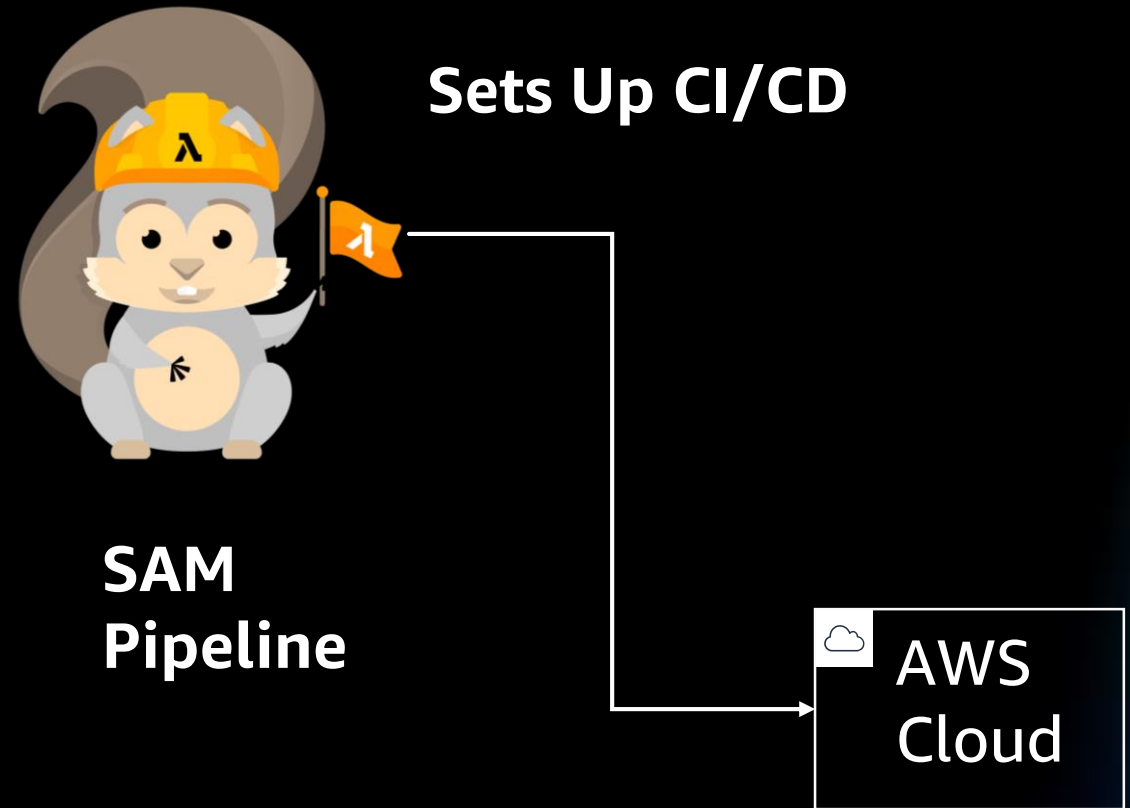 Sets Up CI/CD
λ
λ
SAM
Pipeline
AWS
Cloud